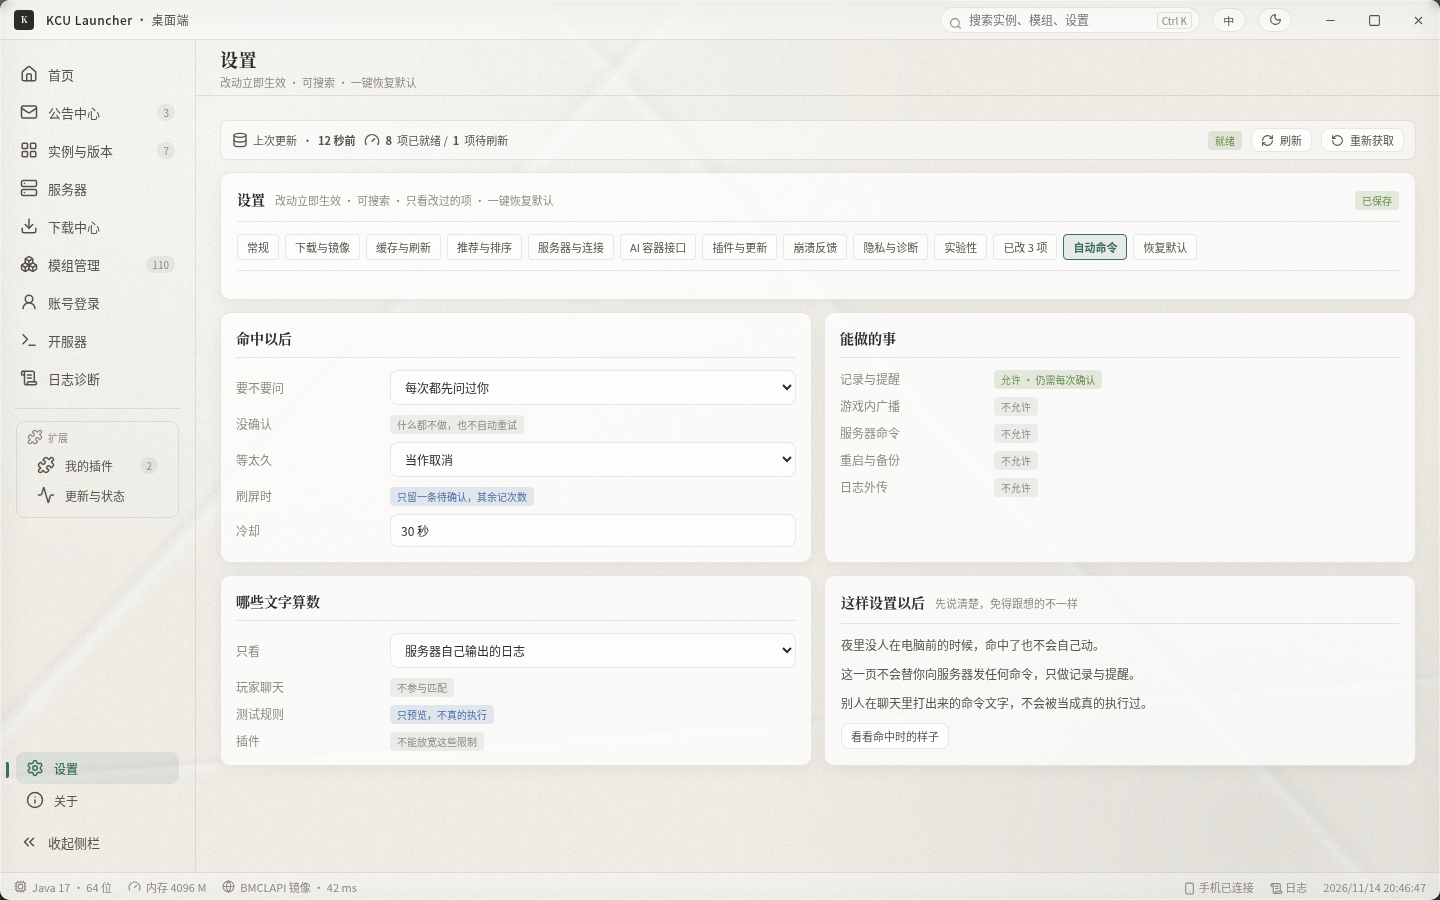 K KCU Launcher · 桌面端
搜索实例、模组、设置 Ctrl K 中
首页
公告中心 3
实例与版本 7
服务器
下载中心
模组管理 110
账号登录
开服器
日志诊断
扩展
我的插件 2
更新与状态
设置
关于
收起侧栏
设置
改动立即生效 · 可搜索 · 一键恢复默认
上次更新 · 12 秒前 8 项已就绪 / 1 项待刷新 就绪 刷新 重新获取
设置 改动立即生效 · 可搜索 · 只看改过的项 · 一键恢复默认 已保存
常规 下载与镜像 缓存与刷新 推荐与排序 服务器与连接 AI 容器接口 插件与更新 崩溃反馈 隐私与诊断 实验性 已改 3 项 自动命令 恢复默认
命中以后
要不要问 每次都先问过你
没确认 什么都不做，也不自动重试
等太久 当作取消
刷屏时 只留一条待确认，其余记次数
冷却 30 秒
能做的事
记录与提醒 允许 · 仍需每次确认
游戏内广播 不允许
服务器命令 不允许
重启与备份 不允许
日志外传 不允许
哪些文字算数
只看 服务器自己输出的日志
玩家聊天 不参与匹配
测试规则 只预览，不真的执行
插件 不能放宽这些限制
这样设置以后 先说清楚，免得跟想的不一样
夜里没人在电脑前的时候，命中了也不会自己动。
这一页不会替你向服务器发任何命令，只做记录与提醒。
别人在聊天里打出来的命令文字，不会被当成真的执行过。
看看命中时的样子
Java 17 · 64 位 内存 4096 M BMCLAPI 镜像 · 42 ms 手机已连接 日志 2026/11/14 20:46:47